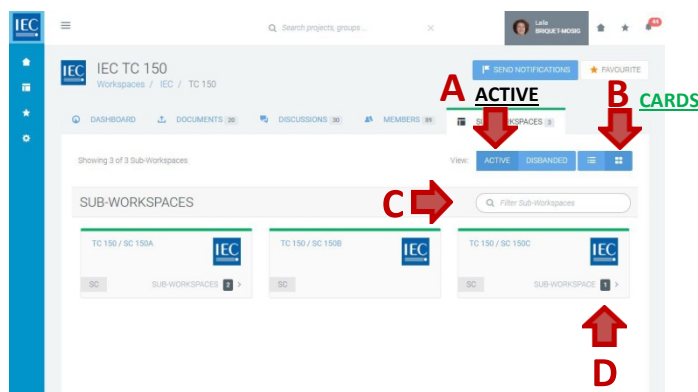 IEC
Search projects, groups ...
Laila
BRIQUET-MOSIG
44
IEC
IEC TC 150
Workspaces / IEC / TC 150
SEND NOTIFICATIONS
FAVOURITE
A ACTIVE
B CARDS
DASHBOARD
DOCUMENTS 20
DISCUSSIONS 20
MEMBERS 89
SUB-WORKSPACES 3
Showing 3 of 3 Sub-Workspaces
View:
ACTIVE
DISBANDED
C
SUB-WORKSPACES
Filter Sub-Workspaces
TC 150 / SC 150A
IEC
SC
SUB-WORKSPACES 2
TC 150 / SC 150B
IEC
SC
TC 150 / SC 150C
IEC
SC
SUB-WORKSPACE 1
D